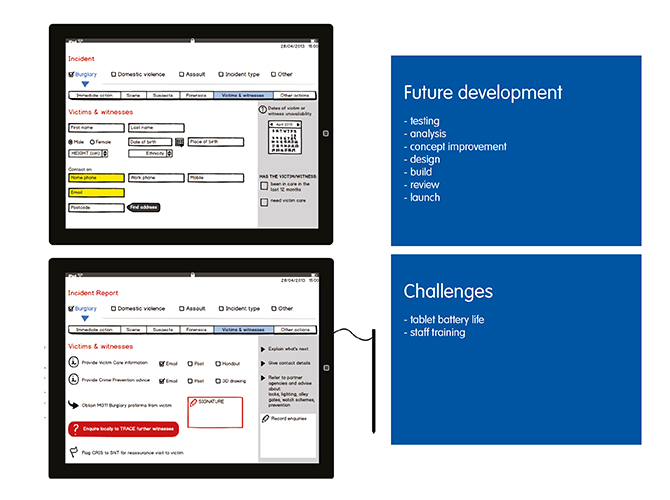 iPad
28/04/2013 15:00
Incident
Burglary Domestic violence Assault Incident type Other
Immediate action Scene Suspects Forensis Victims & witnesses Other actions
Victims & witnesses
First name Last name
Male Female Date of birth Place of birth
HEIGHT (cm) Ethnicity
Contact on:
Home phone Work phone Mobile
Email
Postcode Find address
Dates of victim or
witness unavailability
April 2013
HAS THE VICTIM/WITNESS:
been in care in the
last 12 months
need victim care
Future development
- testing
- analysis
- concept improvement
- design
- build
- review
- launch
iPad
28/04/2013 15:00
Incident Report
Burglary Domestic violence Assault Incident type Other
Immediate action Scene Suspects Forensis Victims & witnesses Other actions
Victims & witnesses
Provide Victim Care information Email Post Handout
Provide Crime Prevention advice Email Post 3D drawing
Obtain MG11 Burglary proforma from victim
SIGNATURE
? Enquire locally to TRACE further witnesses
Flag CRIS to SNT for reassurance visit to victim
Explain what's next
Give contact details
Refer to partner
agencies and advise
about:
locks, lighting, alley
gates, watch schemes,
prevention
Record enquiries
Challenges
- tablet battery life
- staff training